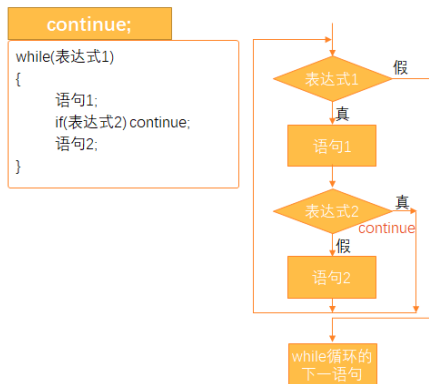 continue;
while(表达式1)
{
语句1;
if(表达式2) continue;
语句2;
}
表达式1
假
真
语句1
表达式2
真
continue
假
语句2
while循环的
下一语句